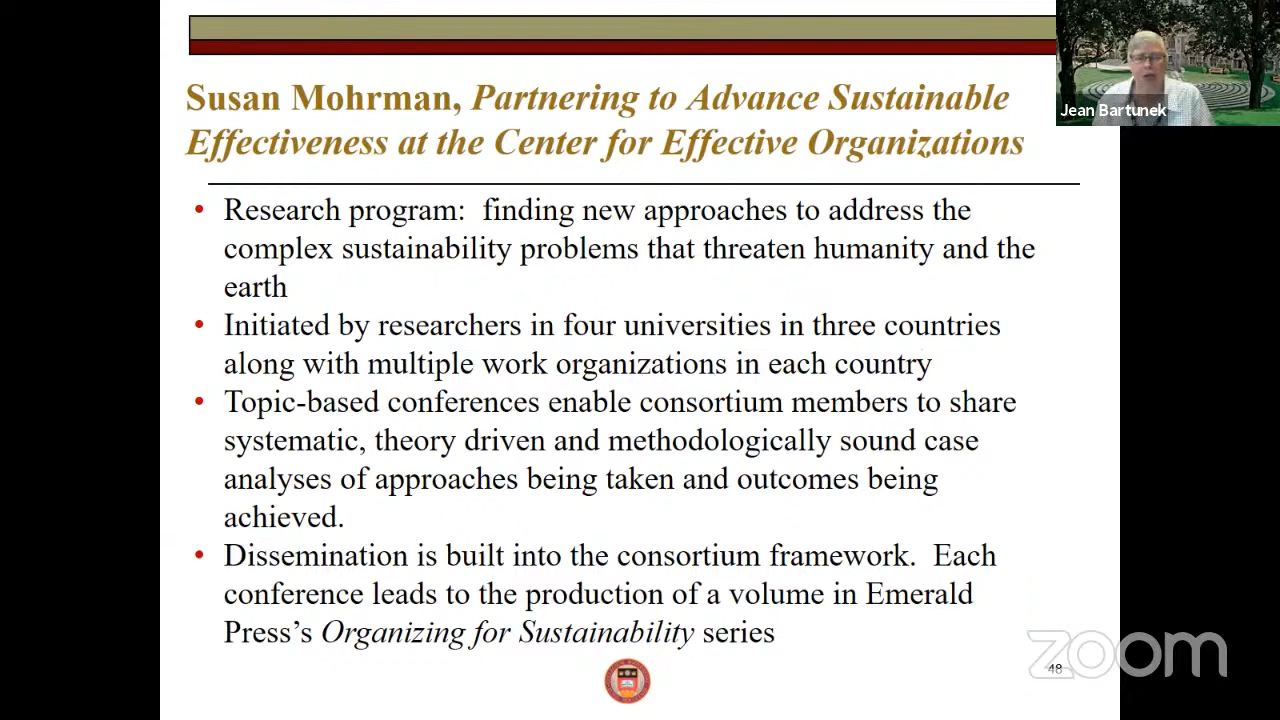 Susan Mohrman, Partnering to Advance Sustainable
Effectiveness at the Center for Effective Organizations
Jean Bartunek
• Research program:  finding new approaches to address the
complex sustainability problems that threaten humanity and the
earth
• Initiated by researchers in four universities in three countries
along with multiple work organizations in each country
• Topic-based conferences enable consortium members to share
systematic, theory driven and methodologically sound case
analyses of approaches being taken and outcomes being
achieved.
• Dissemination is built into the consortium framework.  Each
conference leads to the production of a volume in Emerald
Press’s Organizing for Sustainability series
zoom
48